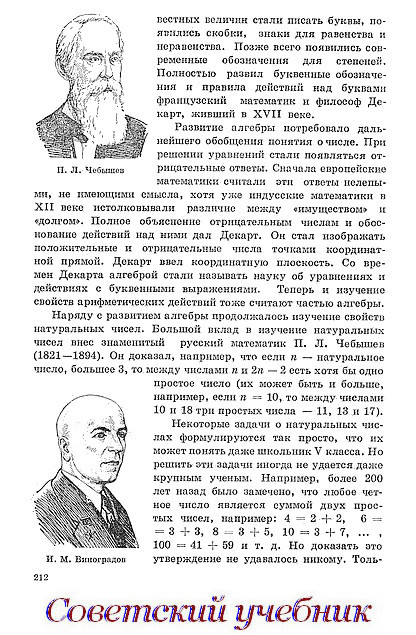 вестных величин стали писать буквы, по-
явились скобки, знаки для равенства и
неравенства. Позже всего появились сов-
ременные обозначения для степеней.
Полностью развил буквенные обозначе-
ния и правила действий над буквами
французский математик и философ Де-
карт, живший в XVII веке.
Развитие алгебры потребовало даль-
нейшего обобщения понятия о числе. При
решении уравнений стали появляться от-
рицательные ответы. Сначала европейские
математики считали эти ответы нелепы-
П. Л. Чебышев
ми, не имеющими смысла, хотя уже индусские математики в
XII веке истолковывали различие между «имуществом» и
«долгом». Полное объяснение отрицательным числам и обос-
нование действий над ними дал Декарт. Он стал изображать
положительные и отрицательные числа точками координат-
ной прямой. Декарт ввел координатную плоскость. Со вре-
мен Декарта алгеброй стали называть науку об уравнениях и
действиях с буквенными выражениями. Теперь и изучение
свойств арифметических действий тоже считают частью алгебры.
Наряду с развитием алгебры продолжалось изучение свойств
натуральных чисел. Большой вклад в изучение натуральных
чисел внес знаменитый русский математик П. Л. Чебышев
(1821—1894). Он доказал, например, что если n — натуральное
число, большее 3, то между числами n и 2n — 2 есть хотя бы одно
простое число (их может быть и больше,
например, если n = 10, то между числами
10 и 18 три простых числа — 11, 13 и 17).
Некоторые задачи о натуральных чис-
лах формулируются так просто, что их
может понять даже школьник V класса. Но
решить эти задачи иногда не удается даже
крупным ученым. Например, более 200
лет назад было замечено, что любое чет-
ное число является суммой двух прос-
тых чисел, например: 4 = 2 + 2, 6 =
= 3 + 3, 8 = 3 + 5, 10 = 3 + 7, ... ,
100 = 41 + 59 и т. д. Но доказать это
утверждение не удавалось никому. Толь-
И. М. Виноградов
212
Советский учебник